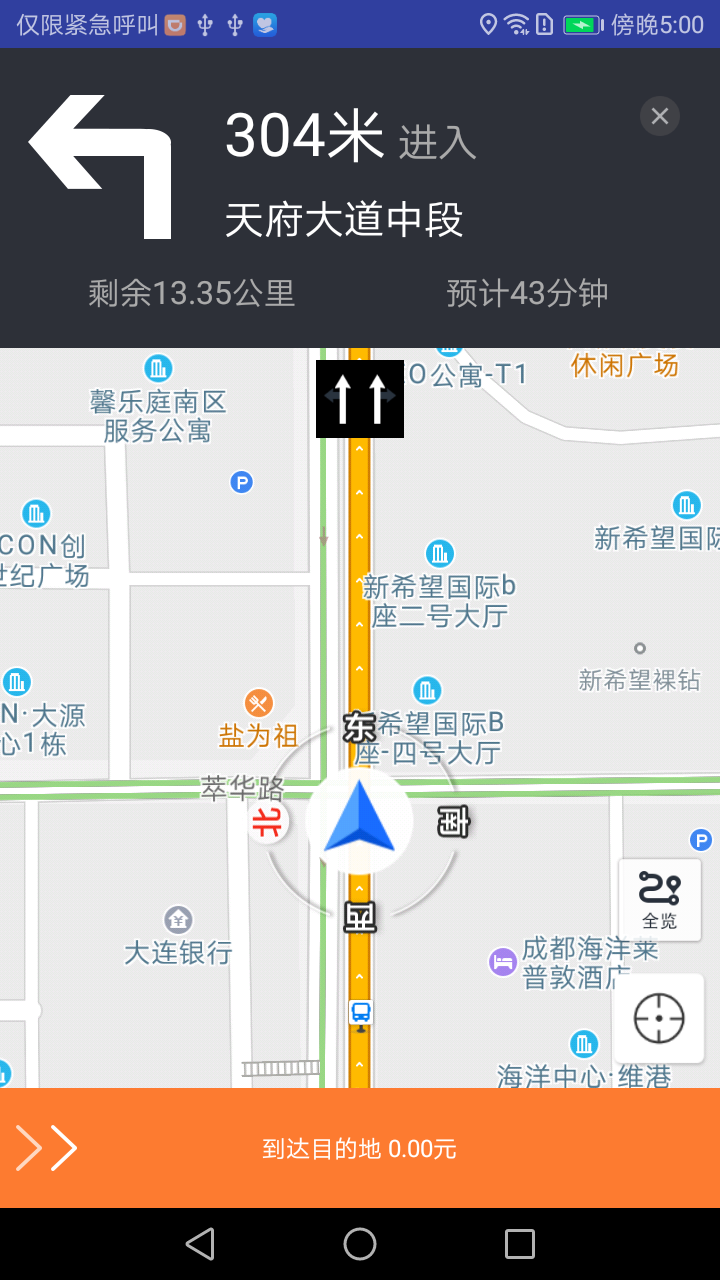 仅限紧急呼叫
傍晚5:00
304米 进入
天府大道中段
剩余13.35公里
预计43分钟
O公寓-T1
休闲广场
馨乐庭南区
服务公寓
P
CON创
世纪广场
新希望国际b
座二号大厅
新希望国际
新希望裸钻
N·大源
心1栋
盐为祖
东
希望国际B
座-四号大厅
萃华路
北
南
西
P
全览
大连银行
成都海洋莱
普敦酒店
海洋中心·维港
到达目的地 0.00元